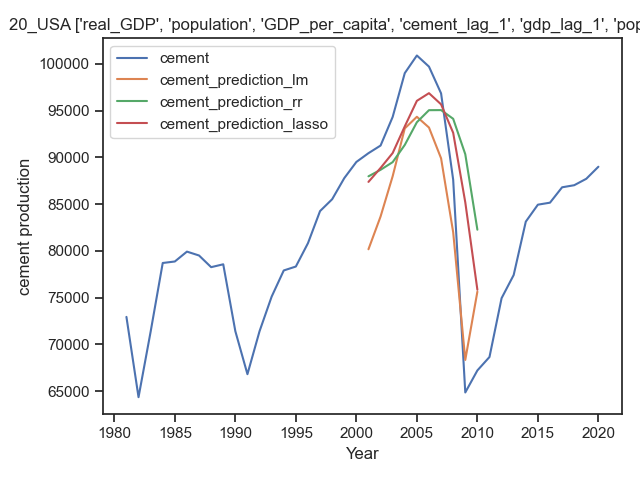 20_USA ['real_GDP', 'population', 'GDP_per_capita', 'cement_lag_1', 'gdp_lag_1', 'pop
cement
cement_prediction_lm
cement_prediction_rr
cement_prediction_lasso
cement production
100000
95000
90000
85000
80000
75000
70000
65000
1980 1985 1990 1995 2000 2005 2010 2015 2020
Year